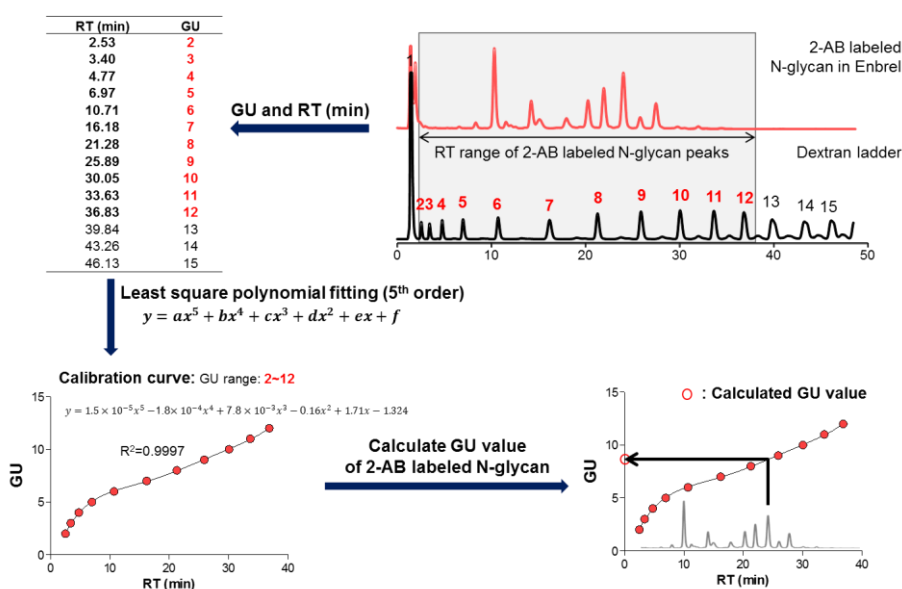 RT (min) GU
2.53 2
3.40 3
4.77 4
6.97 5
10.71 6
16.18 7
21.28 8
25.89 9
30.05 10
33.63 11
36.83 12
39.84 13
43.26 14
46.13 15
GU and RT (min)
2-AB labeled
N-glycan in Enbrel
1
RT range of 2-AB labeled N-glycan peaks
Dextran ladder
2 3 4 5 6 7 8 9 10 11 12 13 14 15
0 10 20 30 40 50
Least square polynomial fitting (5th order)
y = ax⁵ + bx⁴ + cx³ + dx² + ex + f
Calibration curve: GU range: 2~12
y = 1.5 × 10⁻⁵x⁵ −1.8× 10⁻⁴x⁴ + 7.8 × 10⁻³x³ − 0.16x² + 1.71x − 1.324
R²=0.9997
15
10
5
0
GU
0 10 20 30 40
RT (min)
Calculate GU value
of 2-AB labeled N-glycan
: Calculated GU value
15
10
5
0
GU
0 10 20 30 40
RT (min)